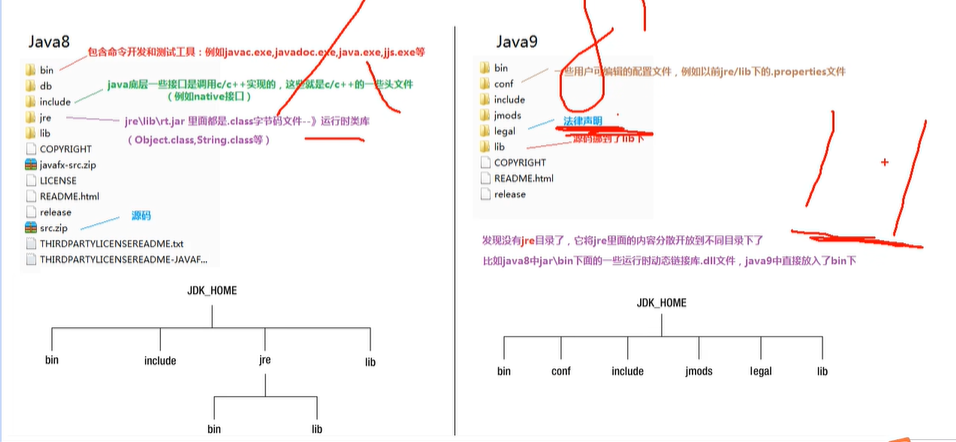 Java8
包含命令开发和测试工具：例如javac.exe,javadoc.exe,java.exe,jjs.exe等
bin
db
java底层一些接口是调用c/c++实现的，这些就是c/c++的一些头文件
（例如native接口）
include
jre
jre\lib\rt.jar 里面都是.class字节码文件--》运行时类库
（Object.class,String.class等）
lib
COPYRIGHT
javafx-src.zip
LICENSE
README.html
release
源码
src.zip
THIRDPARTYLICENSEREADME.txt
THIRDPARTYLICENSEREADME-JAVAF...
JDK_HOME
bin
include
jre
lib
bin
lib
Java9
bin
一些用户可编辑的配置文件，例如以前jre/lib下的.properties文件
conf
include
jmods
法律声明
legal
源码挪到了lib下
lib
COPYRIGHT
README.html
release
发现没有jre目录了，它将jre里面的内容分散开放到不同目录下了
比如java8中jar\bin下面的一些运行时动态链接库.dll文件，java9中直接放入了bin下
JDK_HOME
bin
conf
include
jmods
legal
lib